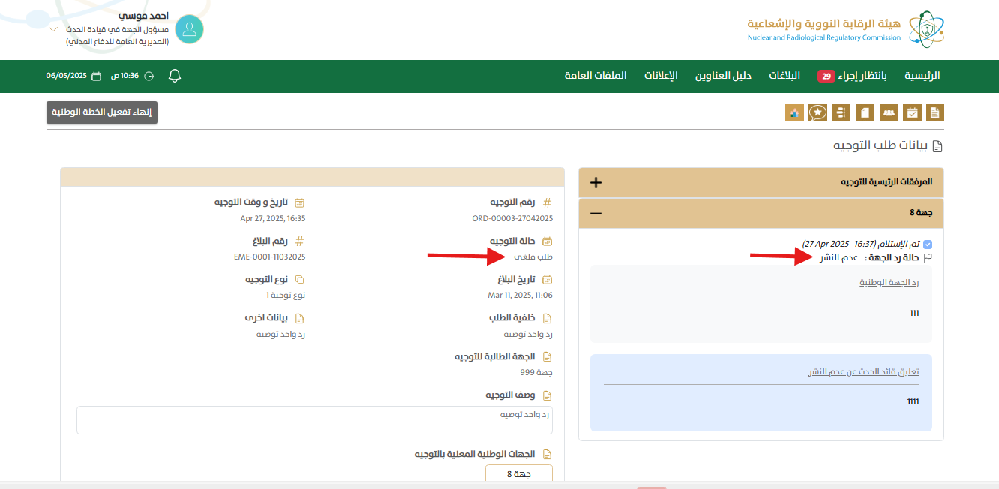 هيئة الرقابة النووية والإشعاعية
Nuclear and Radiological Regulatory Commission
احمد موسي
مسؤول الجهة في قيادة الحدث
(المديرية العامة للدفاع المدني)
الرئيسية
بانتظار إجراء 29
البلاغات
دليل العناوين
الإعلانات
الملفات العامة
10:36 ص
06/05/2025
إنهاء تفعيل الخطة الوطنية
بيانات طلب التوجيه
المرفقات الرئيسية للتوجيه
جهة 8
تم الإستلام (16:37 27 Apr 2025)
حالة رد الجهة : عدم النشر
رد الجهة الوطنية
111
تعليق قائد الحدث عن عدم النشر
1111
رقم التوجيه
ORD-00003-27042025
تاريخ و وقت التوجيه
Apr 27, 2025, 16:35
حالة التوجيه
طلب ملغى
رقم البلاغ
EME-0001-11032025
تاريخ البلاغ
Mar 11, 2025, 11:06
نوع التوجيه
نوع توجية 1
خلفية الطلب
رد واحد توصيه
بيانات اخرى
رد واحد توصيه
الجهة الطالبة للتوجيه
جهة 999
وصف التوجيه
رد واحد توصيه
الجهات الوطنية المعنية بالتوجيه
جهة 8